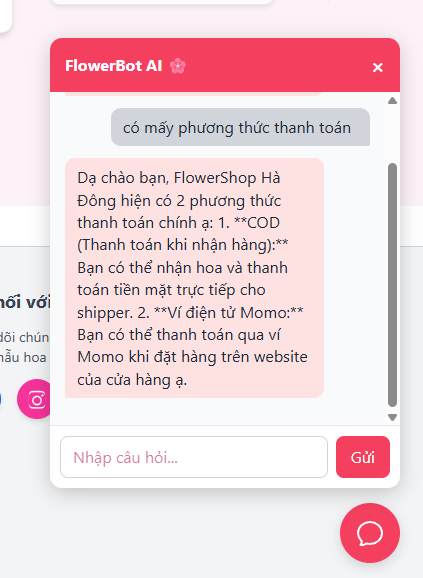 FlowerBot AI 🌸
×
có mấy phương thức thanh toán
Dạ chào bạn, FlowerShop Hà
Đông hiện có 2 phương thức
thanh toán chính ạ: 1. **COD
(Thanh toán khi nhận hàng):**
Bạn có thể nhận hoa và thanh
toán tiền mặt trực tiếp cho
shipper. 2. **Ví điện tử Momo:**
Bạn có thể thanh toán qua ví
Momo khi đặt hàng trên website
của cửa hàng ạ.
nối với
dõi chún
mẫu hoa
Nhập câu hỏi...
Gửi